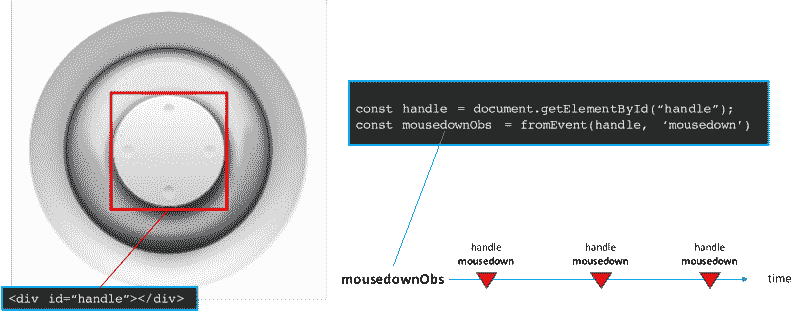 const handle = document.getElementById(“handle”);
const mousedownObs = fromEvent(handle, ‘mousedown’)
handle
mousedown
handle
mousedown
handle
mousedown
mousedownObs
time
<div id=“handle”></div>